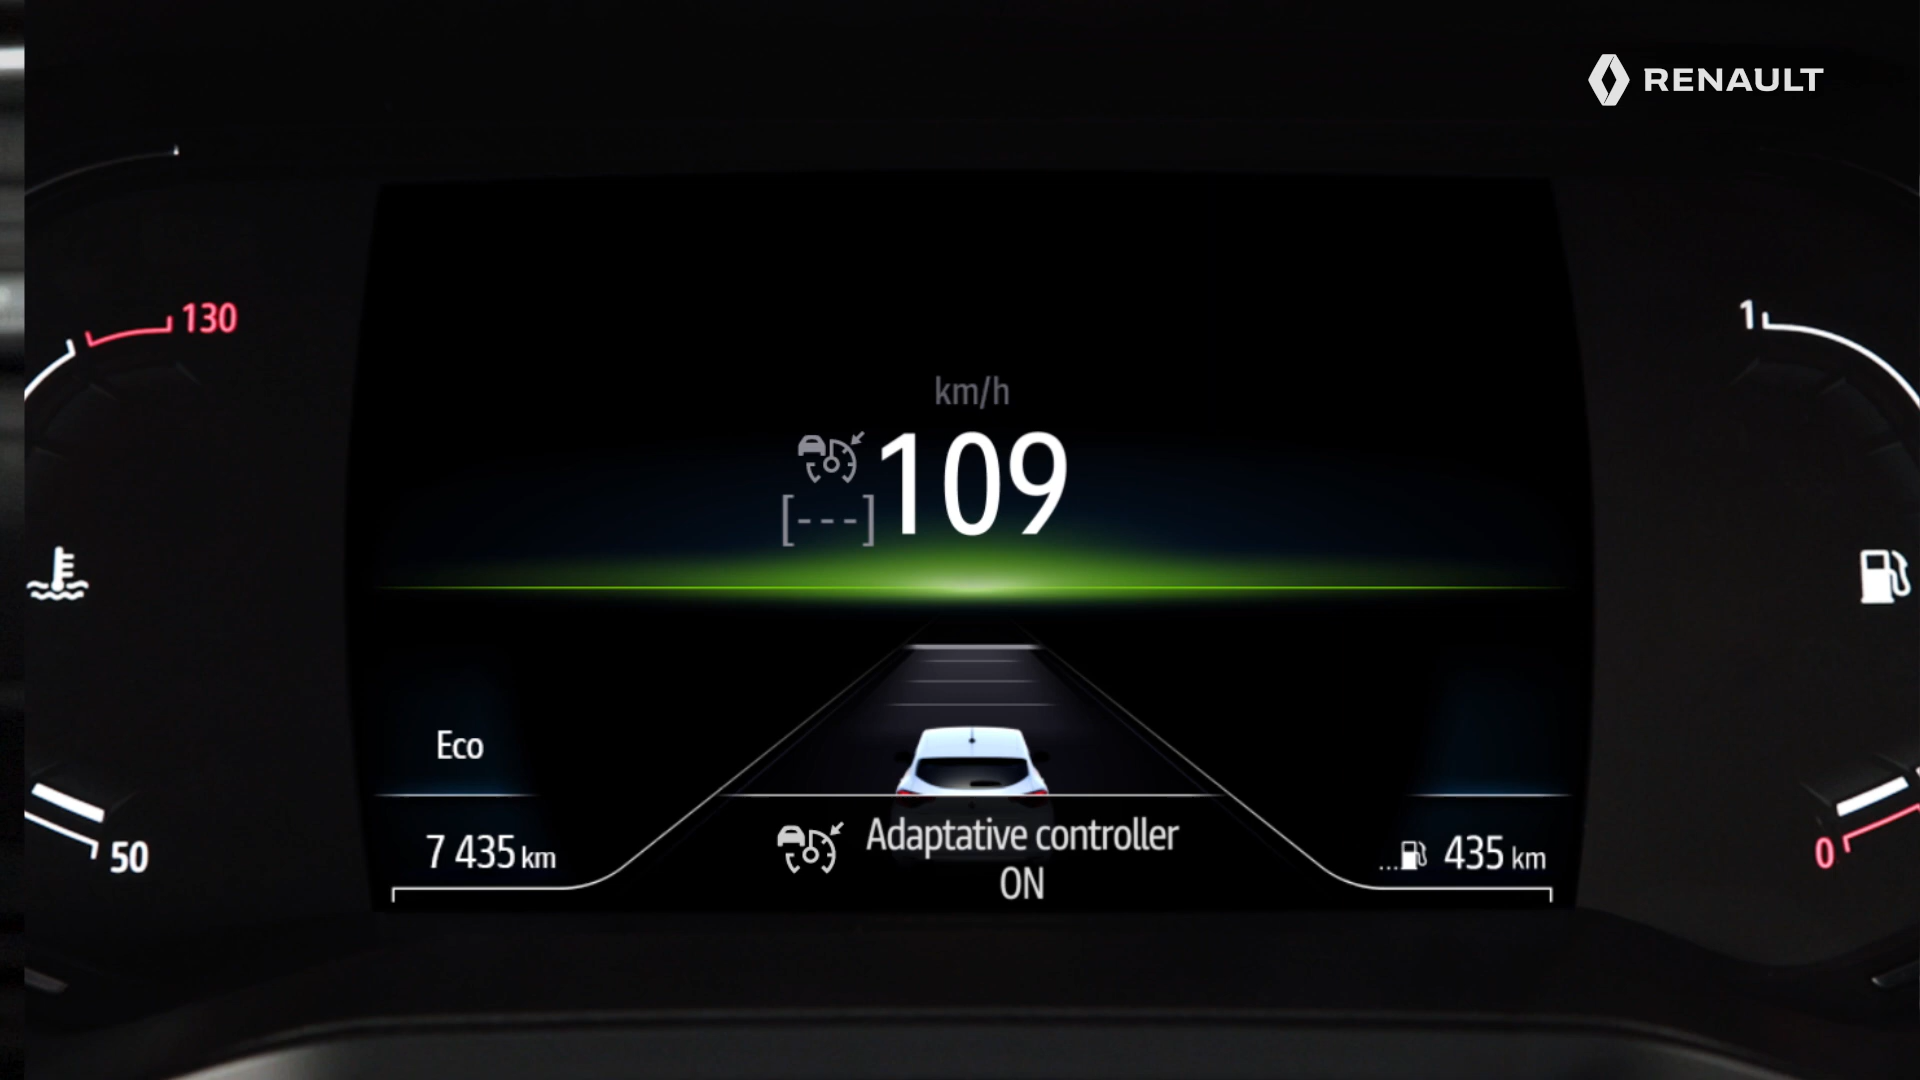 RENAULT
130
1
km/h
[---]
109
Eco
50
7 435 km
Adaptative controller
ON
... 435 km
0